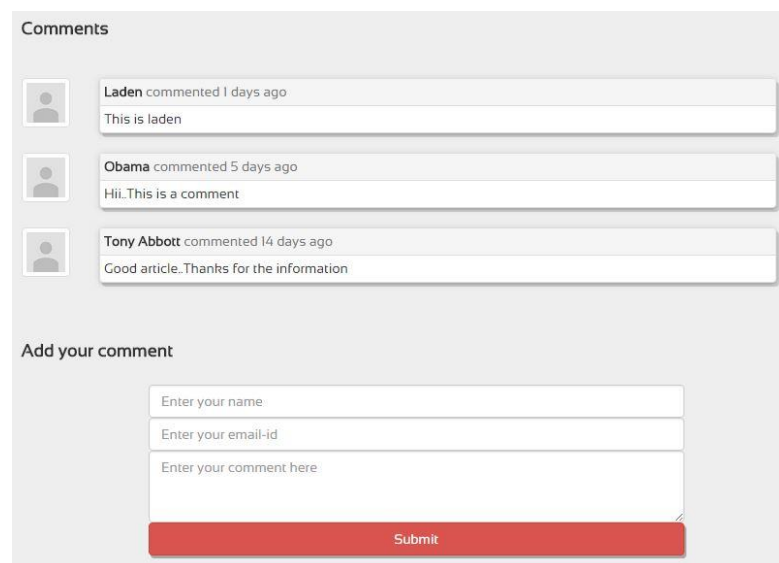 Comments
Laden commented 1 days ago
This is laden
Obama commented 5 days ago
Hii..This is a comment
Tony Abbott commented 14 days ago
Good article..Thanks for the information
Add your comment
Enter your name
Enter your email-id
Enter your comment here
Submit